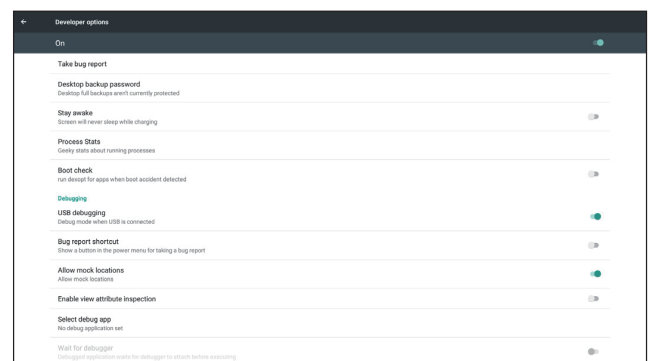 Developer options
On
Take bug report
Desktop backup password
Desktop full backups aren't currently protected
Stay awake
Screen will never sleep while charging
Process Stats
Geeky stats about running processes
Boot check
run dexopt for apps when boot accident detected
Debugging
USB debugging
Debug mode when USB is connected
Bug report shortcut
Show a button in the power menu for taking a bug report
Allow mock locations
Allow mock locations
Enable view attribute inspection
Select debug app
No debug application set
Wait for debugger
Debugged application waits for debugger to attach before executing